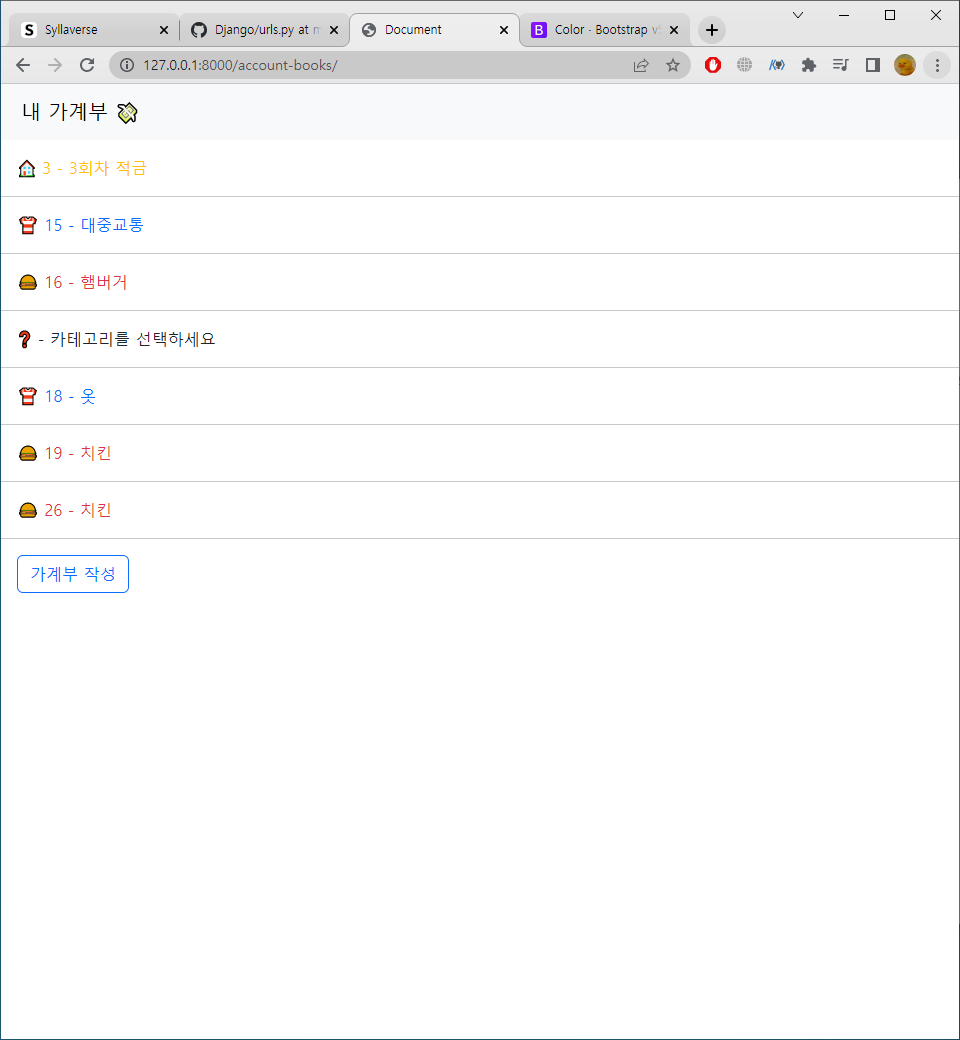 Syllaverse
Django/urls.py at m
Document
Color · Bootstrap v
127.0.0.1:8000/account-books/
내 가계부
3 - 3회차 적금
15 - 대중교통
16 - 햄버거
❓ - 카테고리를 선택하세요
18 - 옷
19 - 치킨
26 - 치킨
가계부 작성